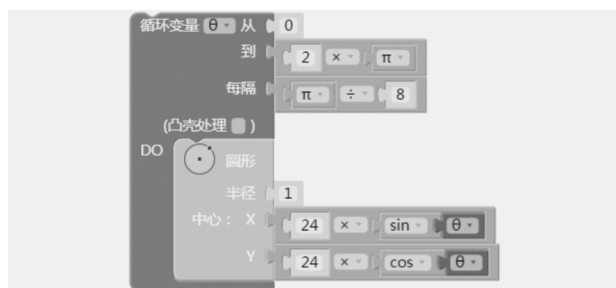 循环变量 θ 从 0
到 2 × π
每隔 π ÷ 8
(凸壳处理 )
DO
圆形
半径 1
中心： X 24 × sin θ
Y 24 × cos θ